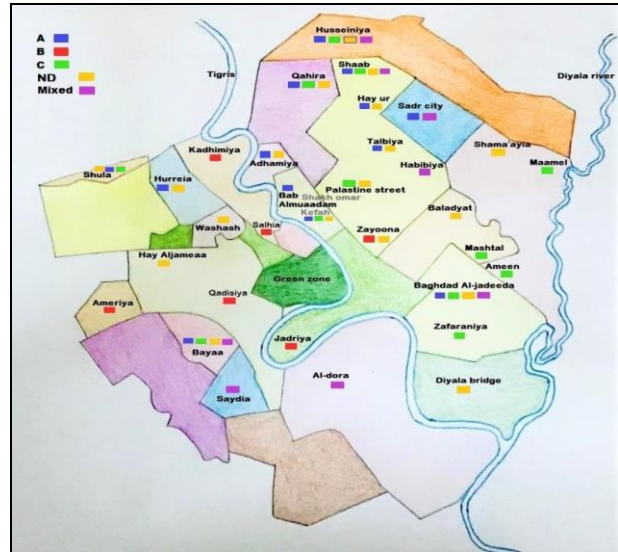 A
B
C
ND
Mixed
Tigris
Diyala river
Husseiniya
Shaab
Qahira
Hay ur
Sadr city
Talbiya
Shama'ayla
Maamel
Habibiya
Kadhimiya
Adhamiya
Shula
Hurreia
Bab
Almuaadam
Palastine street
Shakh omar
Kefah
Baladyat
Washash
Salhia
Zayoona
Mashtal
Hay Aljameaa
Green zone
Ameen
Baghdad Al-jadeeda
Ameriya
Qadisiya
Zafaraniya
Jadriya
Bayaa
Al-dora
Diyala bridge
Saydia